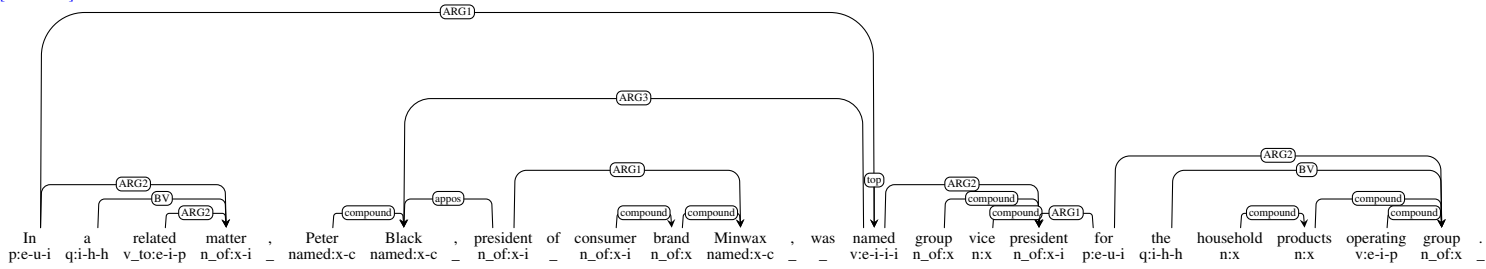 ARG1
ARG3
ARG2
ARG1
BV
ARG2
top
ARG2
BV
appos
compound
compound
ARG2
compound
compound
compound
compound
compound
ARG1
compound
compound
In a related matter , Peter Black , president of consumer brand Minwax , was named group vice president for the household products operating group .
p:e-u-i q:i-h-h v_to:e-i-p n_of:x-i _ named:x-c named:x-c _ n_of:x-i _ n_of:x-i n_of:x named:x-c _ _ v:e-i-i-i n_of:x n:x n_of:x-i p:e-u-i q:i-h-h n:x n:x v:e-i-p n_of:x _